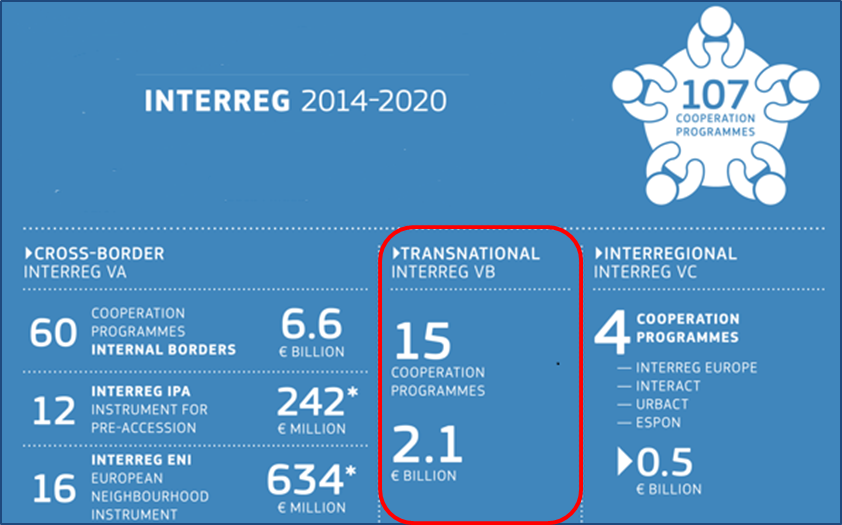 INTERREG 2014-2020
107
COOPERATION
PROGRAMMES
▶CROSS-BORDER
INTERREG VA
60
COOPERATION
PROGRAMMES
INTERNAL BORDERS
6.6
€ BILLION
12
INTERREG IPA
INSTRUMENT FOR
PRE-ACCESSION
242*
€ MILLION
16
INTERREG ENI
EUROPEAN
NEIGHBOURHOOD
INSTRUMENT
634*
€ MILLION
▶TRANSNATIONAL
INTERREG VB
15
COOPERATION
PROGRAMMES
2.1
€ BILLION
▶INTERREGIONAL
INTERREG VC
4
COOPERATION
PROGRAMMES
— INTERREG EUROPE
— INTERACT
— URBACT
— ESPON
▶0.5
€ BILLION